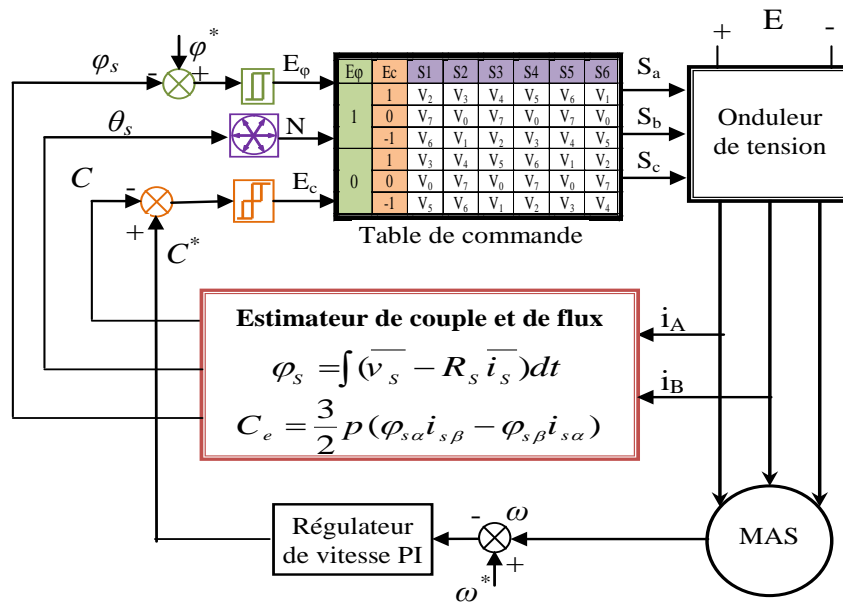 + E -
φ*
φs - +
Eφ
Eφ Ec S1 S2 S3 S4 S5 S6
1 1 V2 V3 V4 V5 V6 V1
0 V7 V0 V7 V0 V7 V0
-1 V6 V1 V2 V3 V4 V5
0 1 V3 V4 V5 V6 V1 V2
0 V0 V7 V0 V7 V0 V7
-1 V5 V6 V1 V2 V3 V4
Sa
Sb
Sc
Onduleur
de tension
θs
N
C - +
Ec
C*
Table de commande
Estimateur de couple et de flux
φs = ∫(vs − Rs is)dt
Ce = 3/2 p(φsα isβ − φsβ isα)
iA
iB
MAS
Régulateur
de vitesse PI
- ω
+
ω*